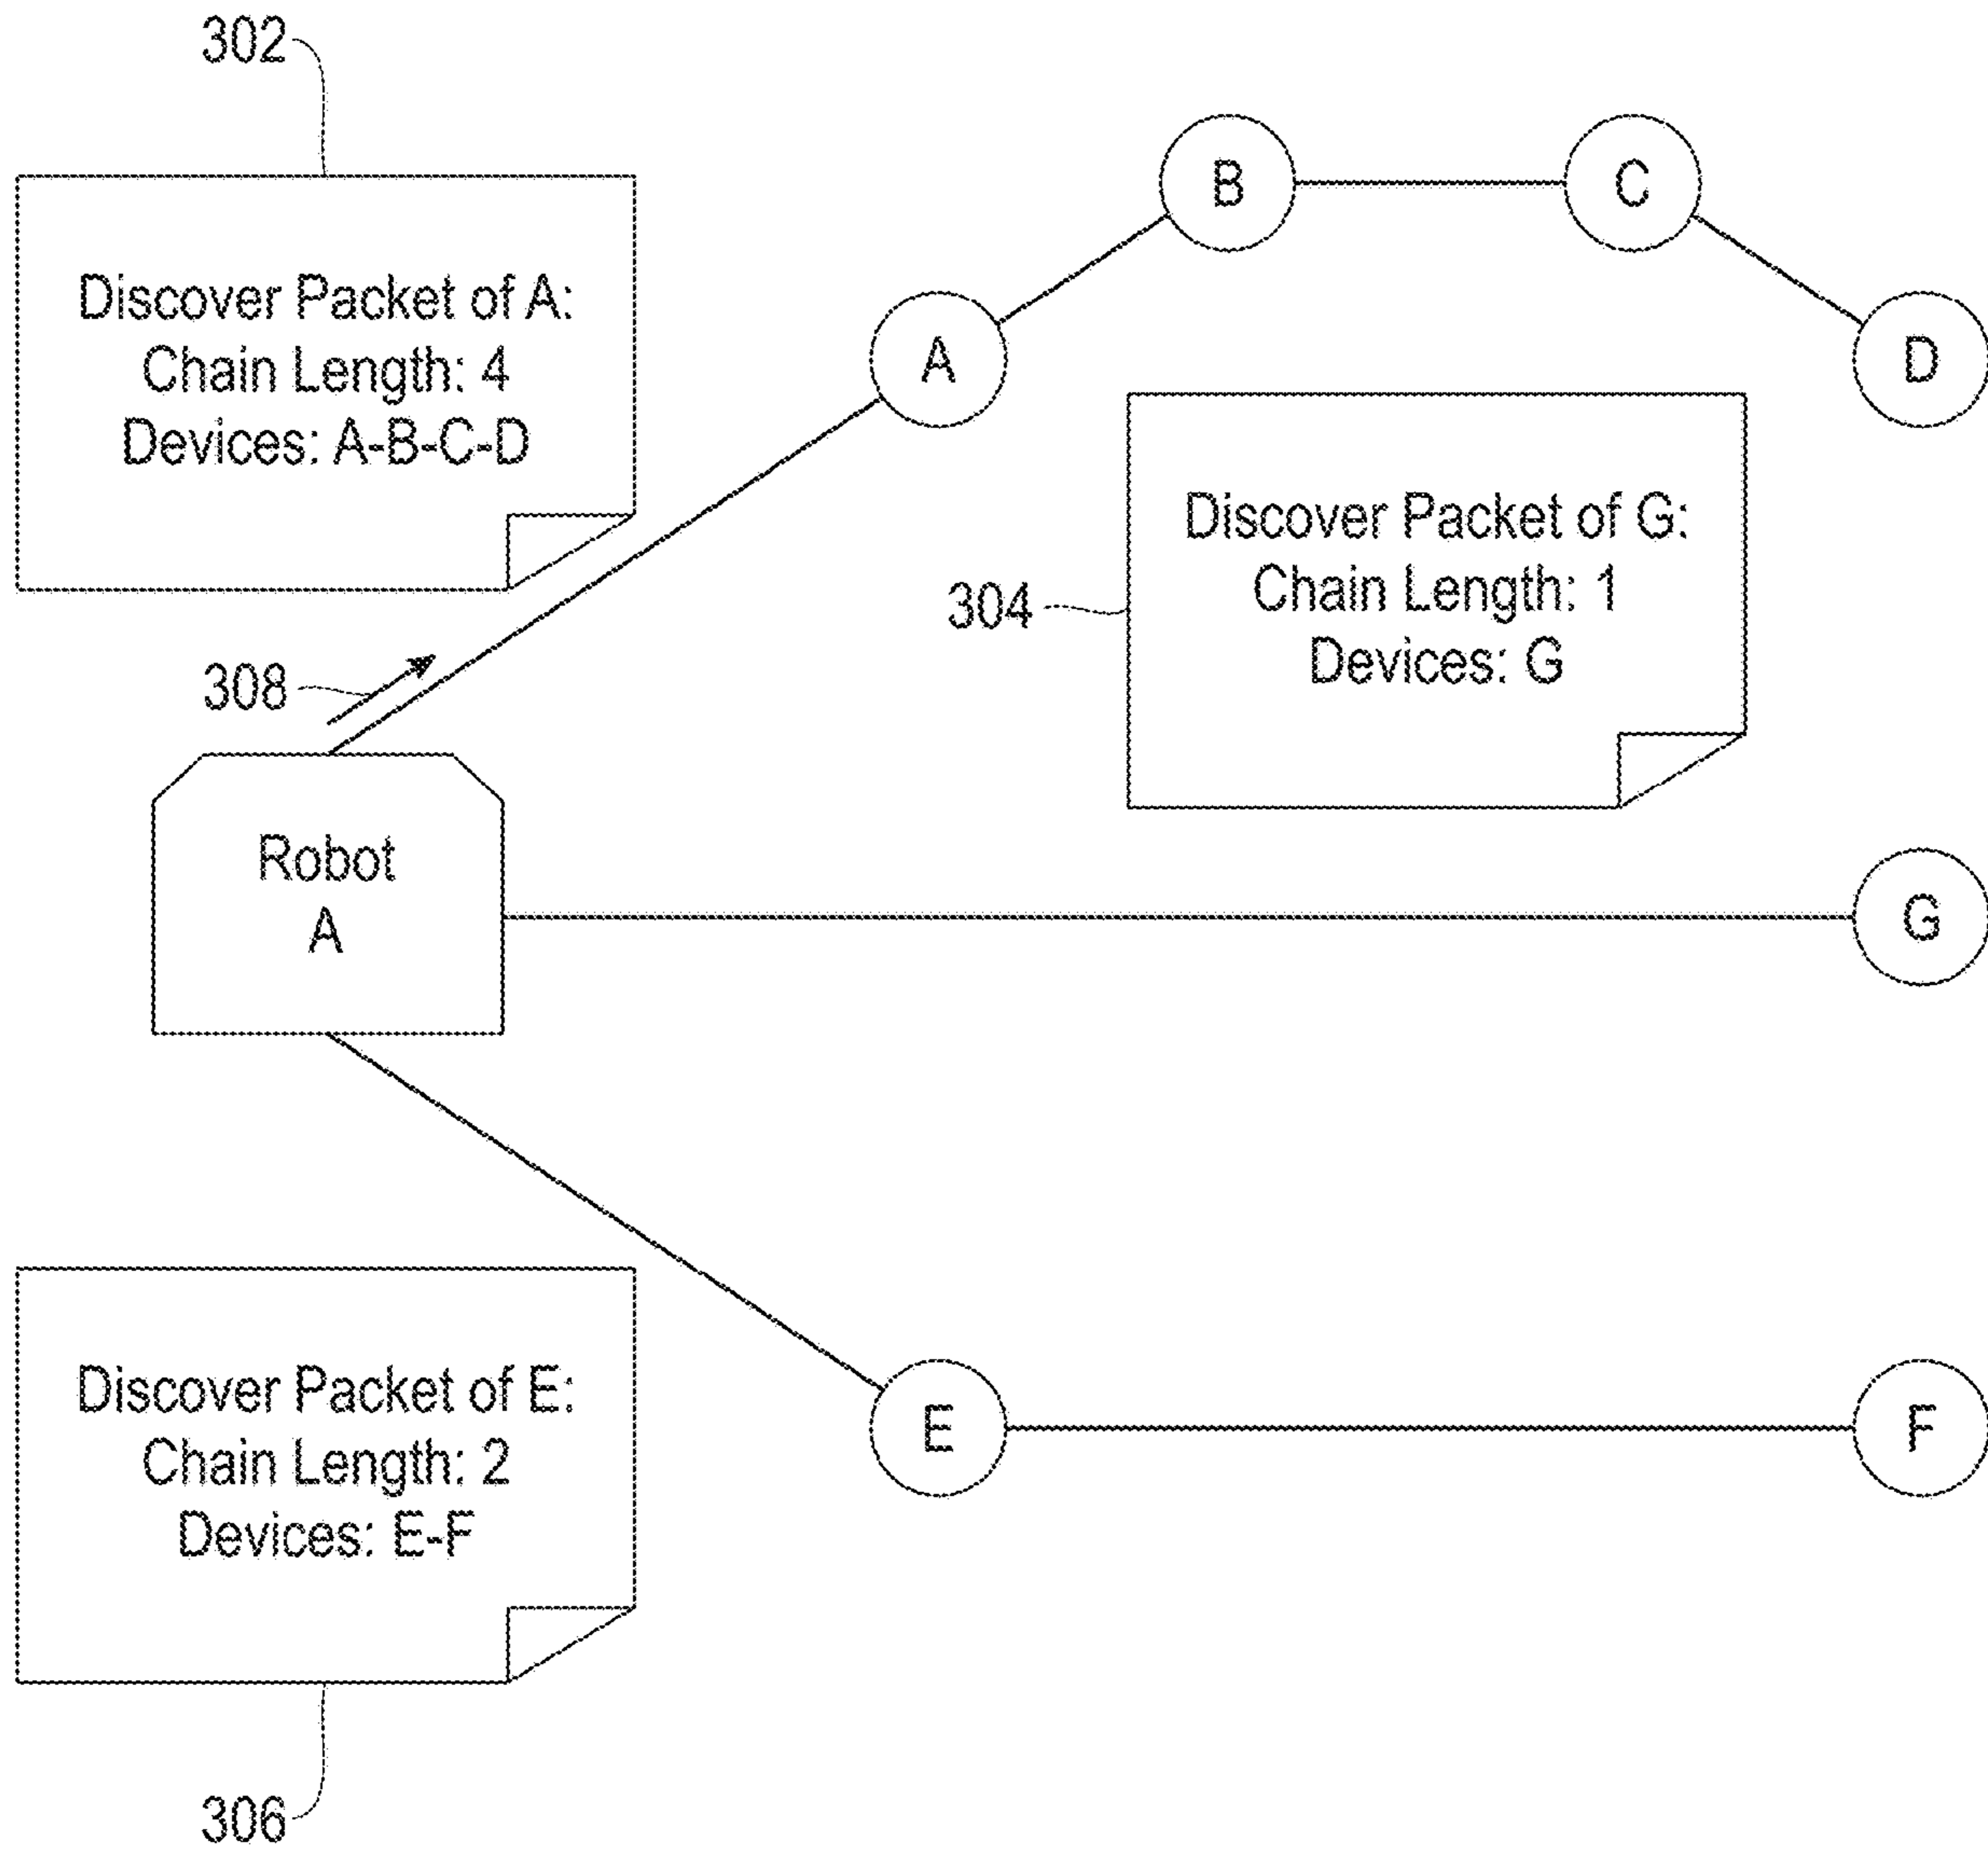 302
B
C
Discover Packet of A:
Chain Length: 4
Devices: A-B-C-D
A
D
Discover Packet of G:
Chain Length: 1
Devices: G
304
308
Robot
A
G
Discover Packet of E:
Chain Length: 2
Devices: E-F
E
F
306